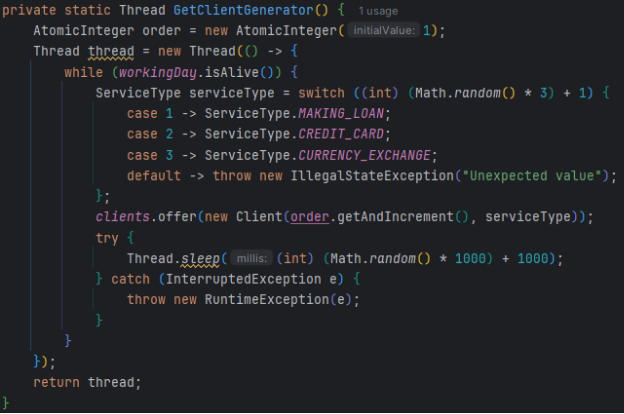 private static Thread GetClientGenerator() { 1 usage
    AtomicInteger order = new AtomicInteger( initialValue: 1);
    Thread thread = new Thread(() -> {
        while (workingDay.isAlive()) {
            ServiceType serviceType = switch ((int) (Math.random() * 3) + 1) {
                case 1 -> ServiceType.MAKING_LOAN;
                case 2 -> ServiceType.CREDIT_CARD;
                case 3 -> ServiceType.CURRENCY_EXCHANGE;
                default -> throw new IllegalStateException("Unexpected value");
            };
            clients.offer(new Client(order.getAndIncrement(), serviceType));
            try {
                Thread.sleep( millis: (int) (Math.random() * 1000) + 1000);
            } catch (InterruptedException e) {
                throw new RuntimeException(e);
            }
        }
    });
    return thread;
}